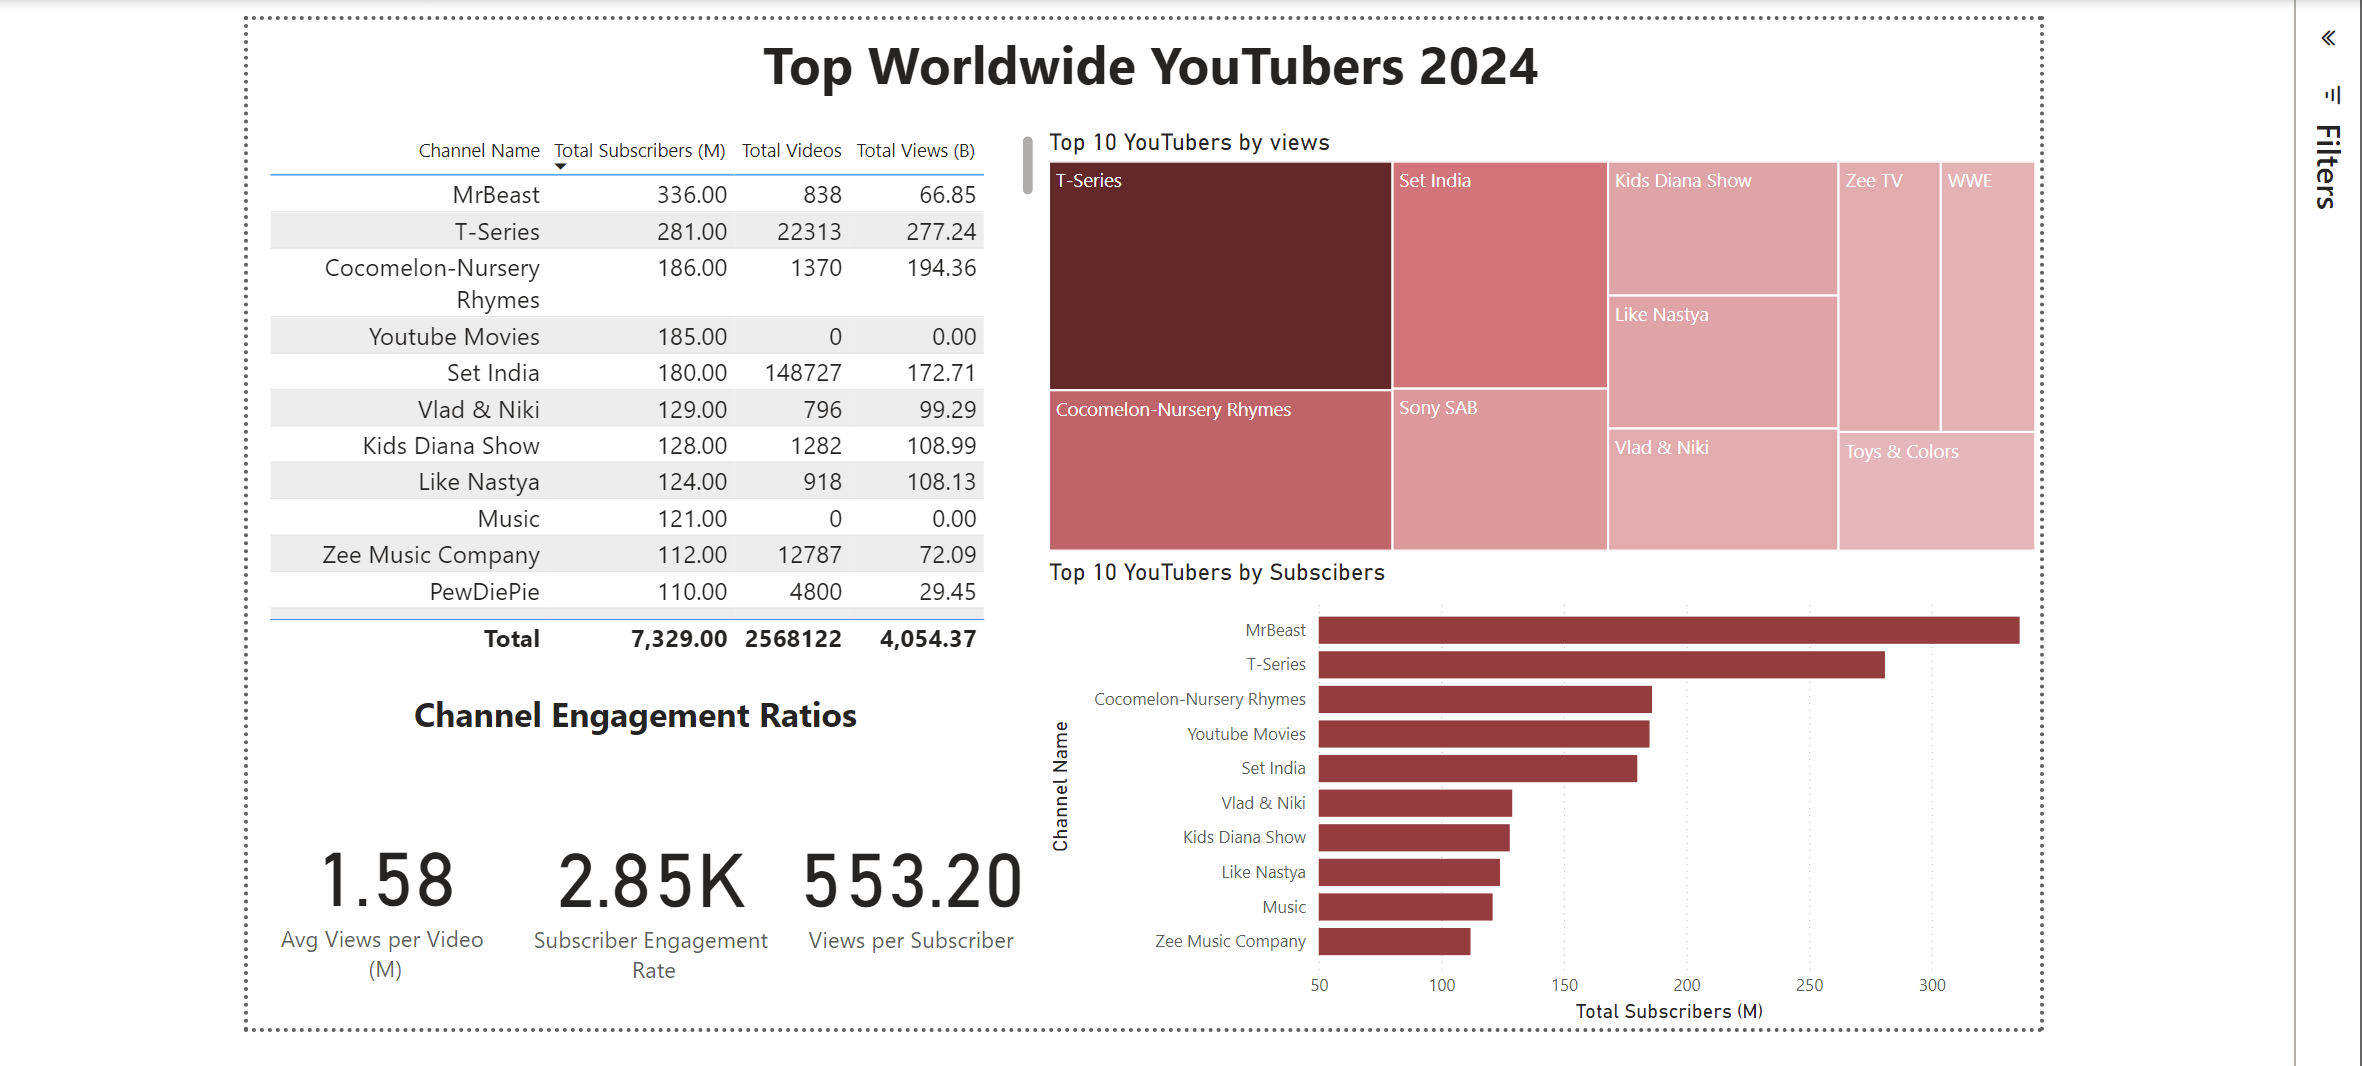 Top Worldwide YouTubers 2024
Channel Name Total Subscribers (M) Total Videos Total Views (B)
MrBeast 336.00 838 66.85
T-Series 281.00 22313 277.24
Cocomelon-Nursery 186.00 1370 194.36
Rhymes
Youtube Movies 185.00 0 0.00
Set India 180.00 148727 172.71
Vlad & Niki 129.00 796 99.29
Kids Diana Show 128.00 1282 108.99
Like Nastya 124.00 918 108.13
Music 121.00 0 0.00
Zee Music Company 112.00 12787 72.09
PewDiePie 110.00 4800 29.45
Total 7,329.00 2568122 4,054.37
Channel Engagement Ratios
1.58
Avg Views per Video
(M)
2.85K
Subscriber Engagement
Rate
553.20
Views per Subscriber
Top 10 YouTubers by views
T-Series
Set India
Kids Diana Show
Zee TV
WWE
Like Nastya
Cocomelon-Nursery Rhymes
Sony SAB
Vlad & Niki
Toys & Colors
Top 10 YouTubers by Subscibers
Channel Name
MrBeast
T-Series
Cocomelon-Nursery Rhymes
Youtube Movies
Set India
Vlad & Niki
Kids Diana Show
Like Nastya
Music
Zee Music Company
50 100 150 200 250 300
Total Subscribers (M)
Filters